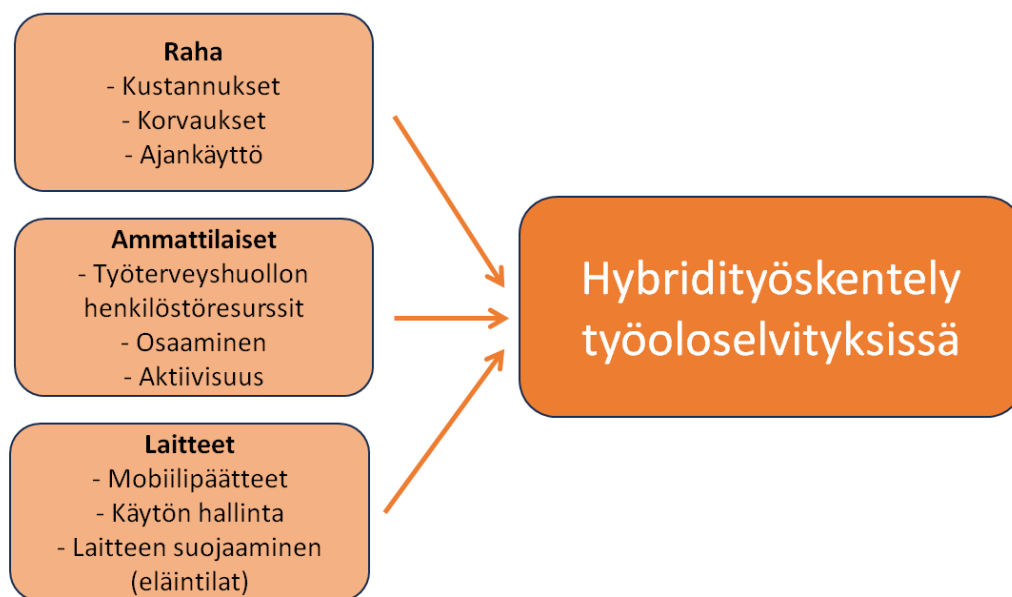 Raha
- Kustannukset
- Korvaukset
- Ajankäyttö
Ammattilaiset
- Työterveyshuollon
henkilöstöresurssit
- Osaaminen
- Aktiivisuus
Laitteet
- Mobiilipäätteet
- Käytön hallinta
- Laitteen suojaaminen
(eläintilat)
Hybridityöskentely
työoloselvityksissä